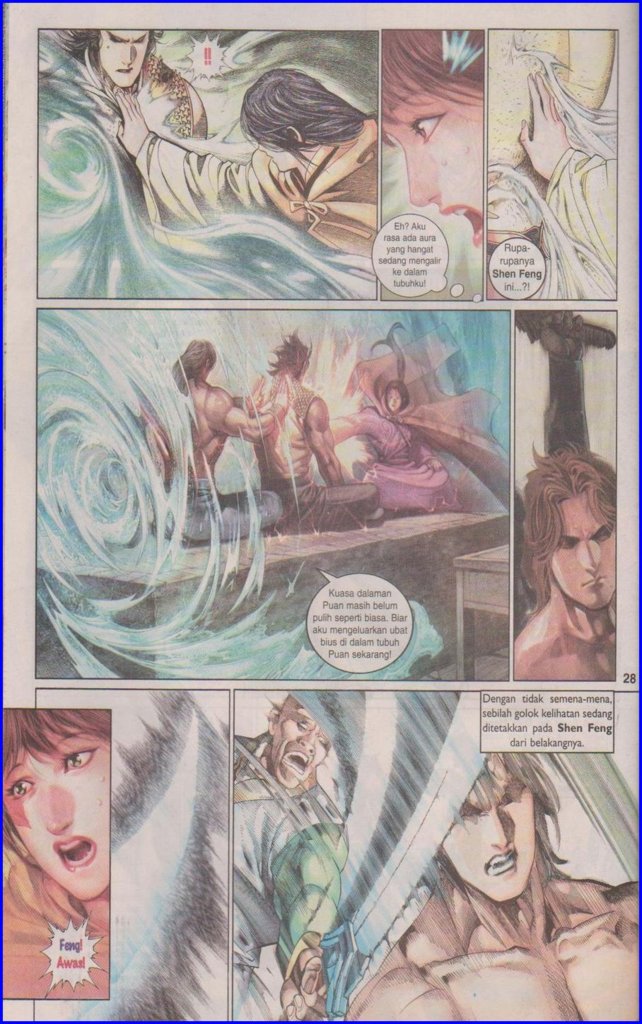 !!
Eh? Aku
rasa ada aura
yang hangat
sedang mengalir
ke dalam
tubuhku!
Rupa-
rupanya
Shen Feng
ini...?!
Kuasa dalaman
Puan masih belum
pulih seperti biasa. Biar
aku mengeluarkan ubat
bius di dalam tubuh
Puan sekarang!
28
Dengan tidak semena-mena,
sebilah golok kelihatan sedang
ditetakkan pada Shen Feng
dari belakangnya.
Feng!
Awas!